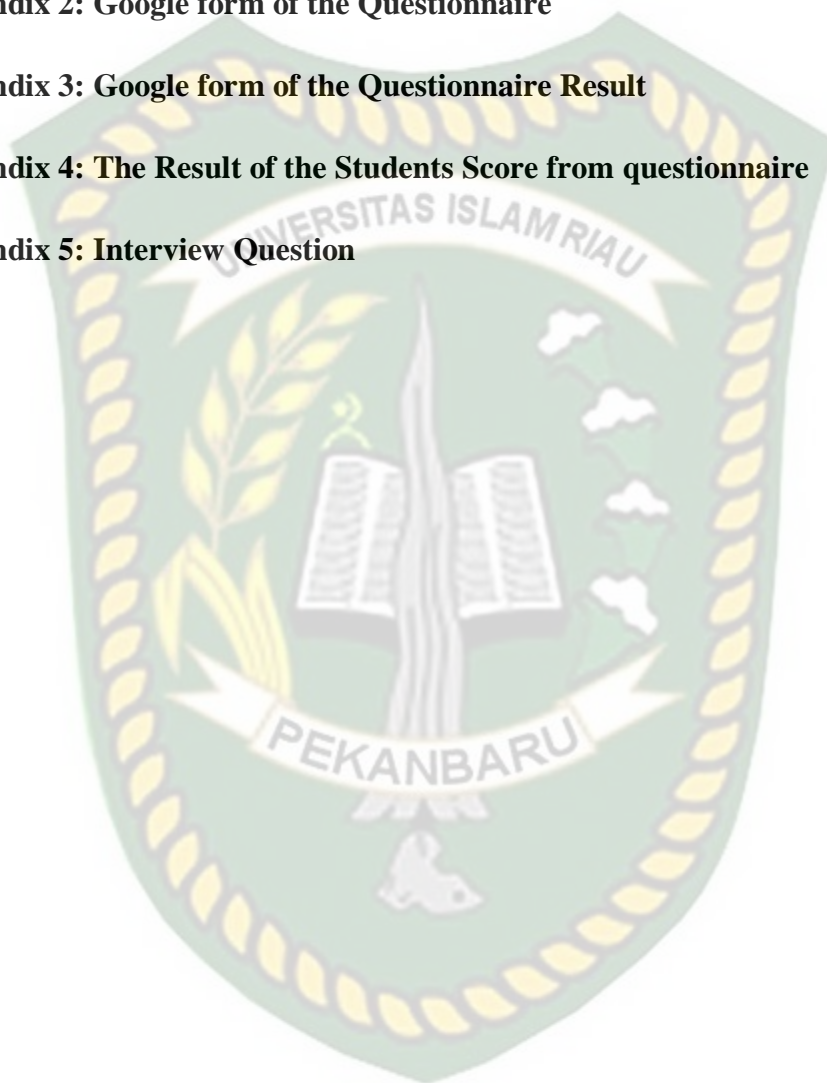 ndix 2: Google form of the Questionnaire
ndix 3: Google form of the Questionnaire Result
ndix 4: The Result of the Students Score from questionnaire
ndix 5: Interview Question
UNIVERSITAS ISLAM RIAU
PEKANBARU